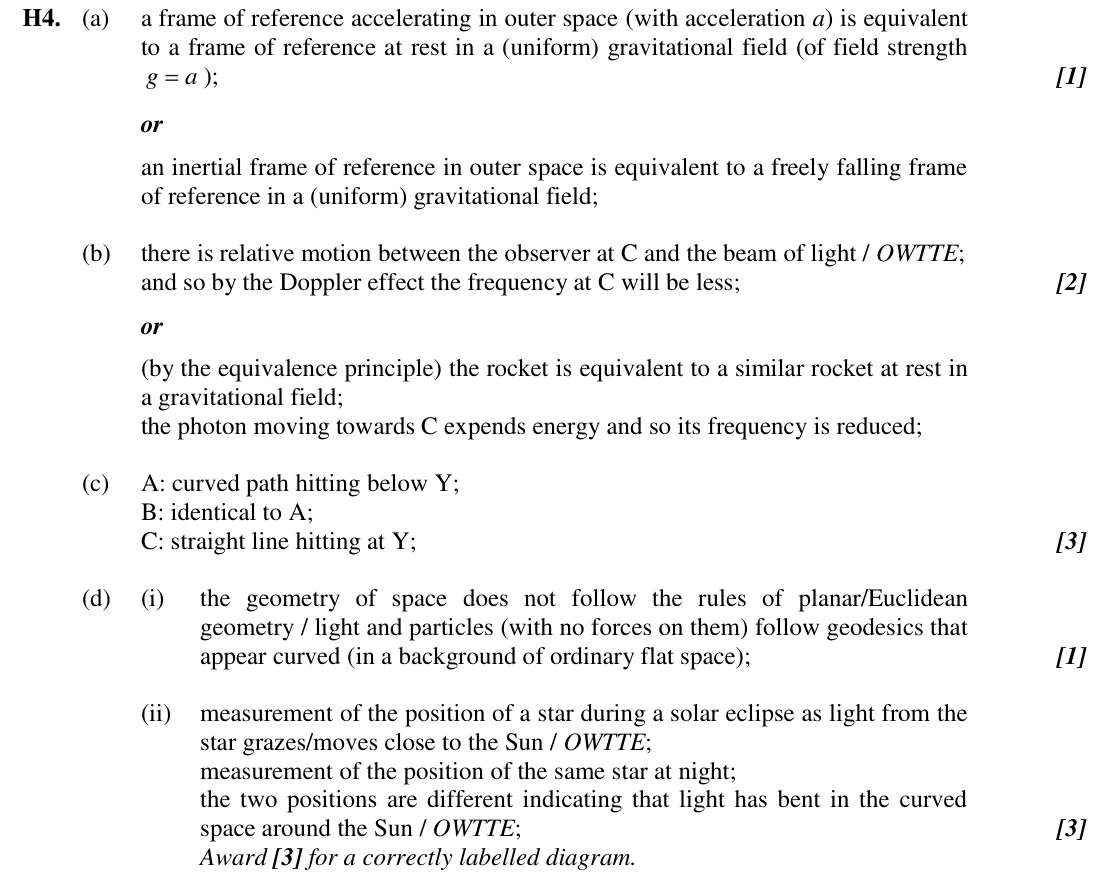 H4. (a) a frame of reference accelerating in outer space (with acceleration a) is equivalent
to a frame of reference at rest in a (uniform) gravitational field (of field strength
g = a ); [1]
or
an inertial frame of reference in outer space is equivalent to a freely falling frame
of reference in a (uniform) gravitational field;
(b) there is relative motion between the observer at C and the beam of light / OWTTE;
and so by the Doppler effect the frequency at C will be less; [2]
or
(by the equivalence principle) the rocket is equivalent to a similar rocket at rest in
a gravitational field;
the photon moving towards C expends energy and so its frequency is reduced;
(c) A: curved path hitting below Y;
B: identical to A;
C: straight line hitting at Y; [3]
(d) (i) the geometry of space does not follow the rules of planar/Euclidean
geometry / light and particles (with no forces on them) follow geodesics that
appear curved (in a background of ordinary flat space); [1]
(ii) measurement of the position of a star during a solar eclipse as light from the
star grazes/moves close to the Sun / OWTTE;
measurement of the position of the same star at night;
the two positions are different indicating that light has bent in the curved
space around the Sun / OWTTE; [3]
Award [3] for a correctly labelled diagram.